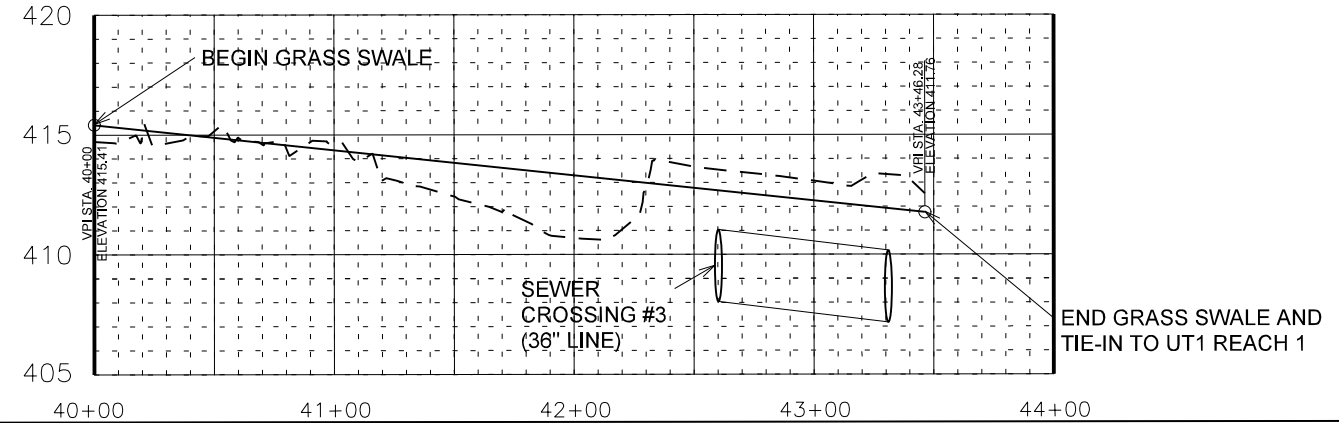 420
BEGIN GRASS SWALE
415
VPI STA. 40+00
ELEVATION 415.41
VPI STA. 43+46.28
ELEVATION 411.76
410
SEWER
CROSSING #3
(36" LINE)
END GRASS SWALE AND
TIE-IN TO UT1 REACH 1
405
40+00
41+00
42+00
43+00
44+00